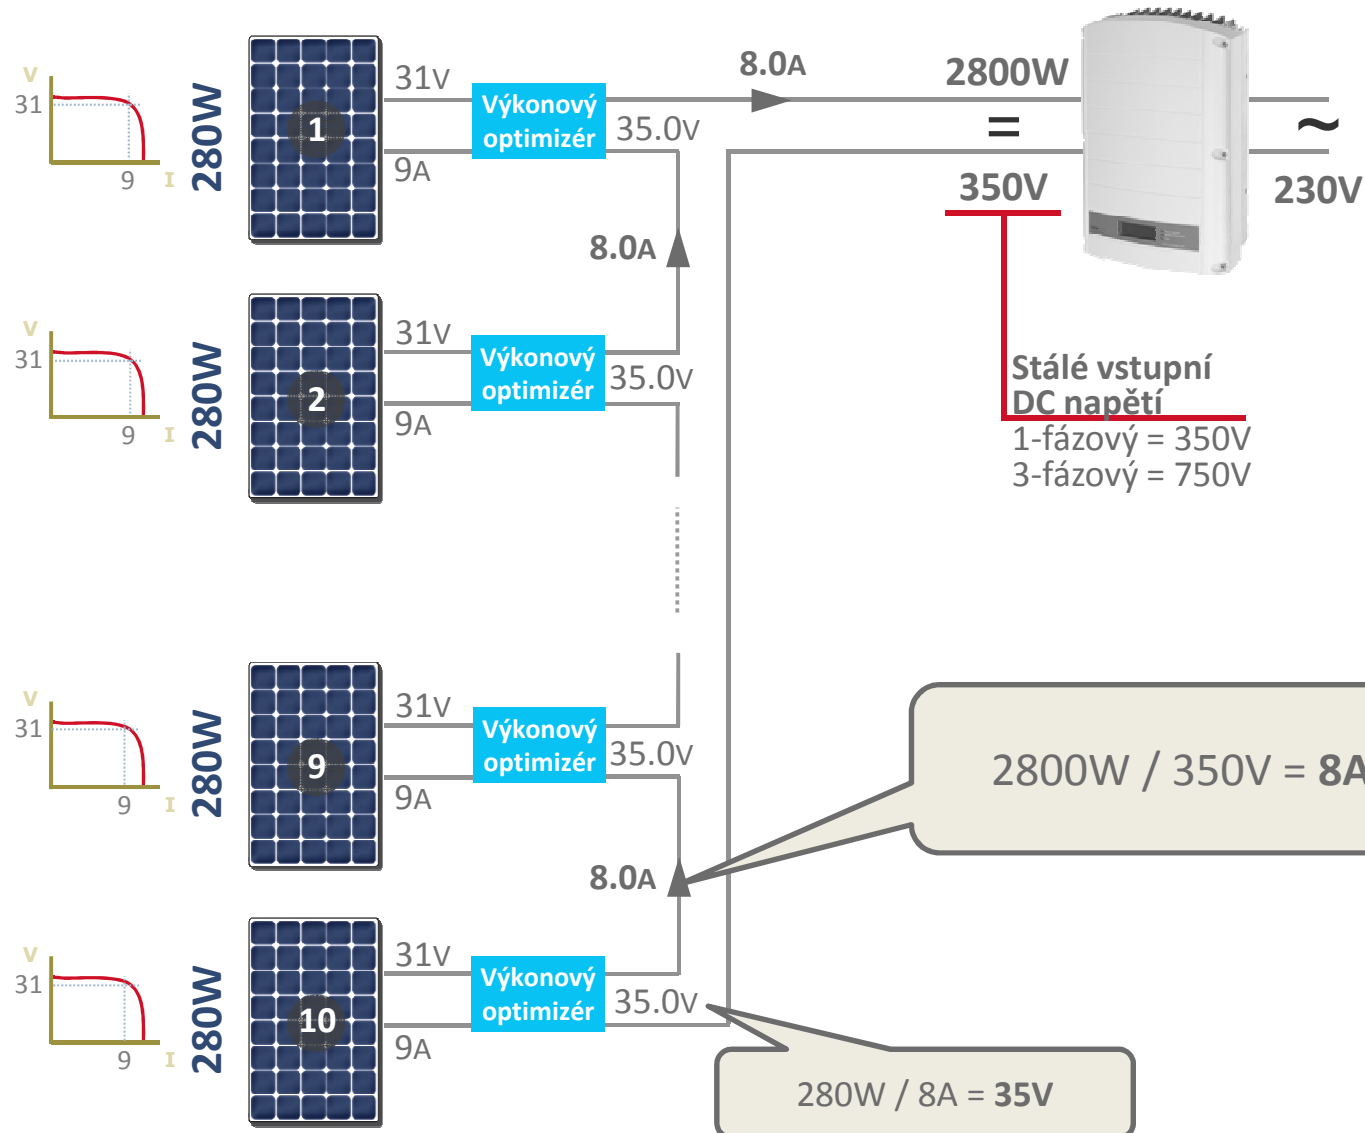 V
31
9
I
280W
1
31V
9A
Výkonový
optimizér
35.0V
8.0A
2800W
=
350V
~
230V
8.0A
Stálé vstupní
DC napětí
1-fázový = 350V
3-fázový = 750V
V
31
9
I
280W
2
31V
9A
Výkonový
optimizér
35.0V
V
31
9
I
280W
9
31V
9A
Výkonový
optimizér
35.0V
2800W / 350V = 8A
8.0A
V
31
9
I
280W
10
31V
9A
Výkonový
optimizér
35.0V
280W / 8A = 35V